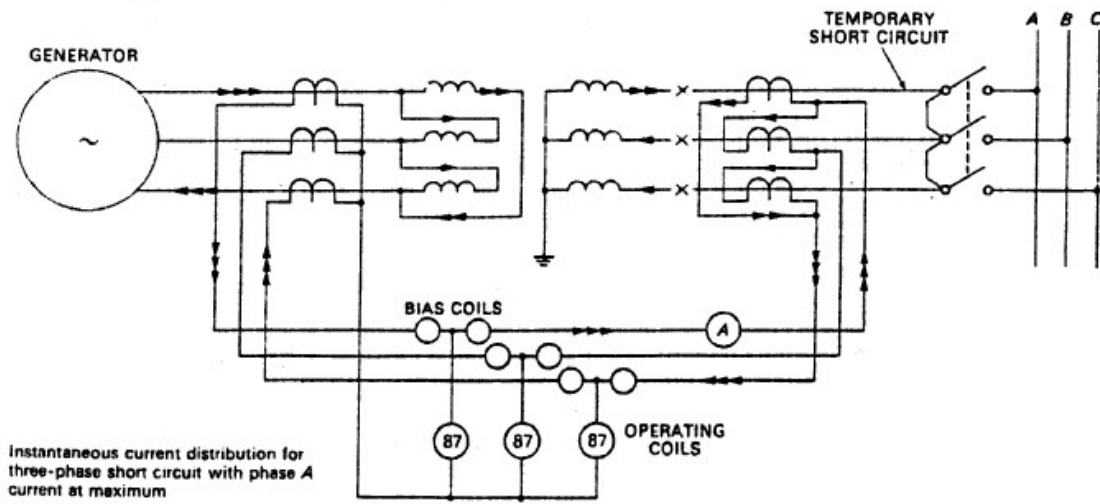 TEMPORARY
SHORT CIRCUIT
A B C
GENERATOR
~
BIAS COILS
A
87 87 87
OPERATING
COILS
Instantaneous current distribution for
three-phase short circuit with phase A
current at maximum